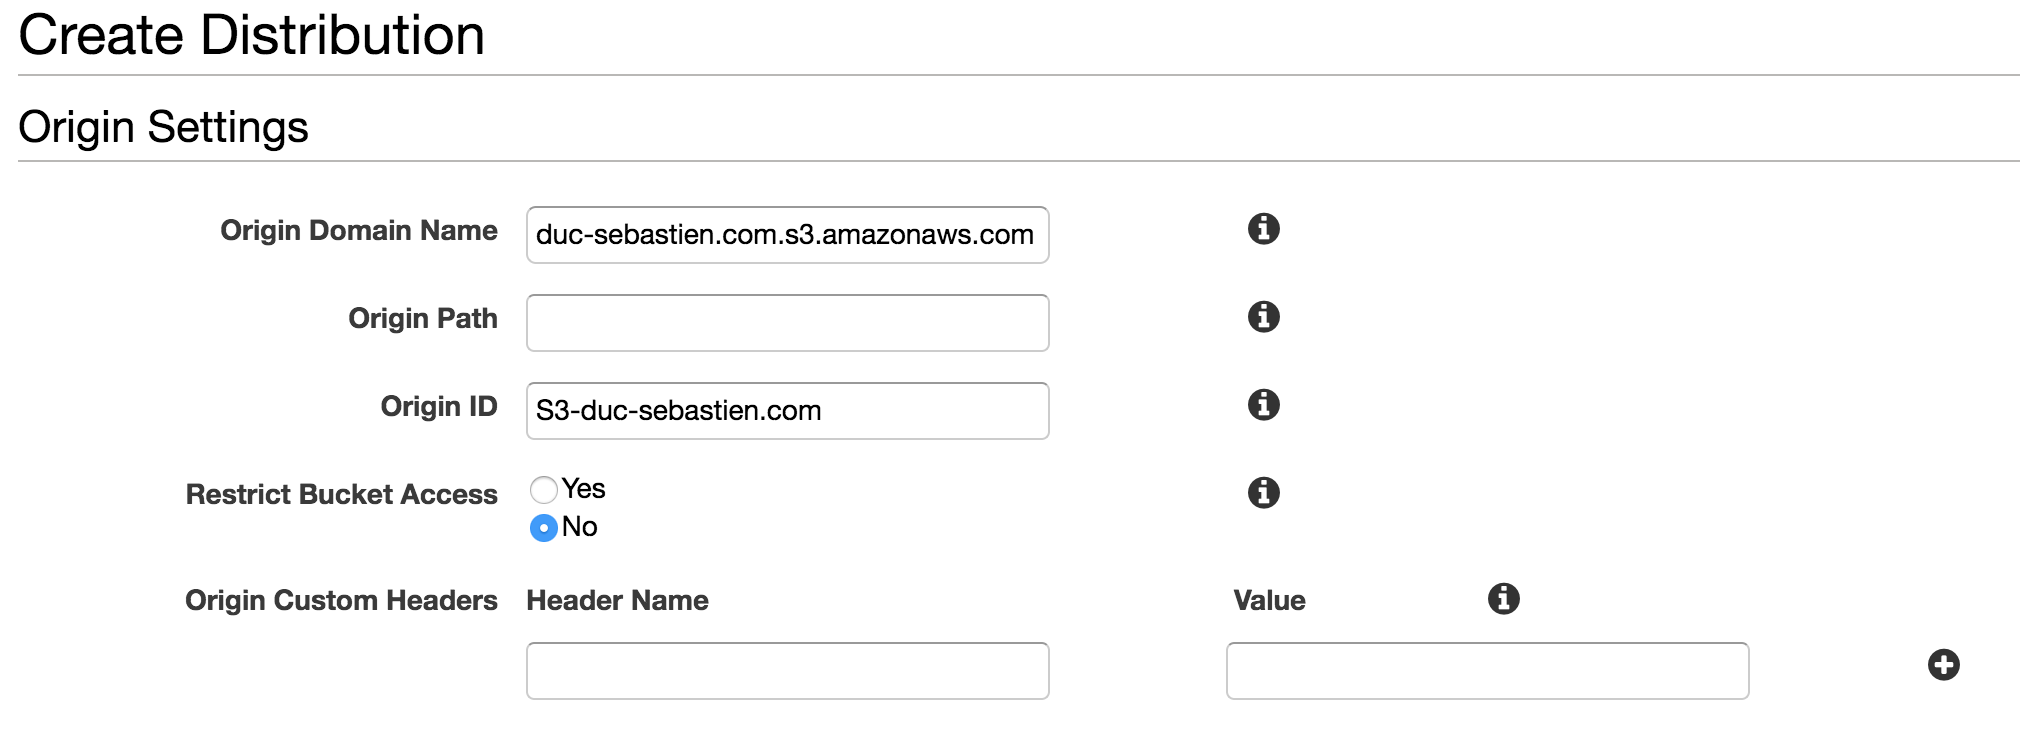 Create Distribution
Origin Settings
Origin Domain Name duc-sebastien.com.s3.amazonaws.com
Origin Path
Origin ID S3-duc-sebastien.com
Restrict Bucket Access Yes
No
Origin Custom Headers Header Name Value